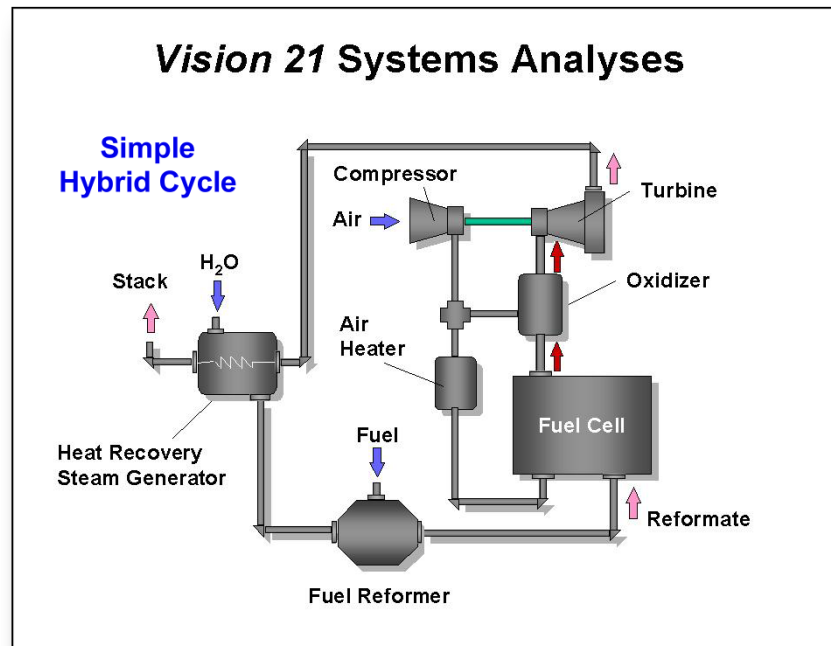 Vision 21 Systems Analyses
Simple
Hybrid Cycle
Compressor
Turbine
Air
H₂O
Stack
Oxidizer
Air
Heater
Fuel Cell
Heat Recovery
Steam Generator
Fuel
Reformate
Fuel Reformer